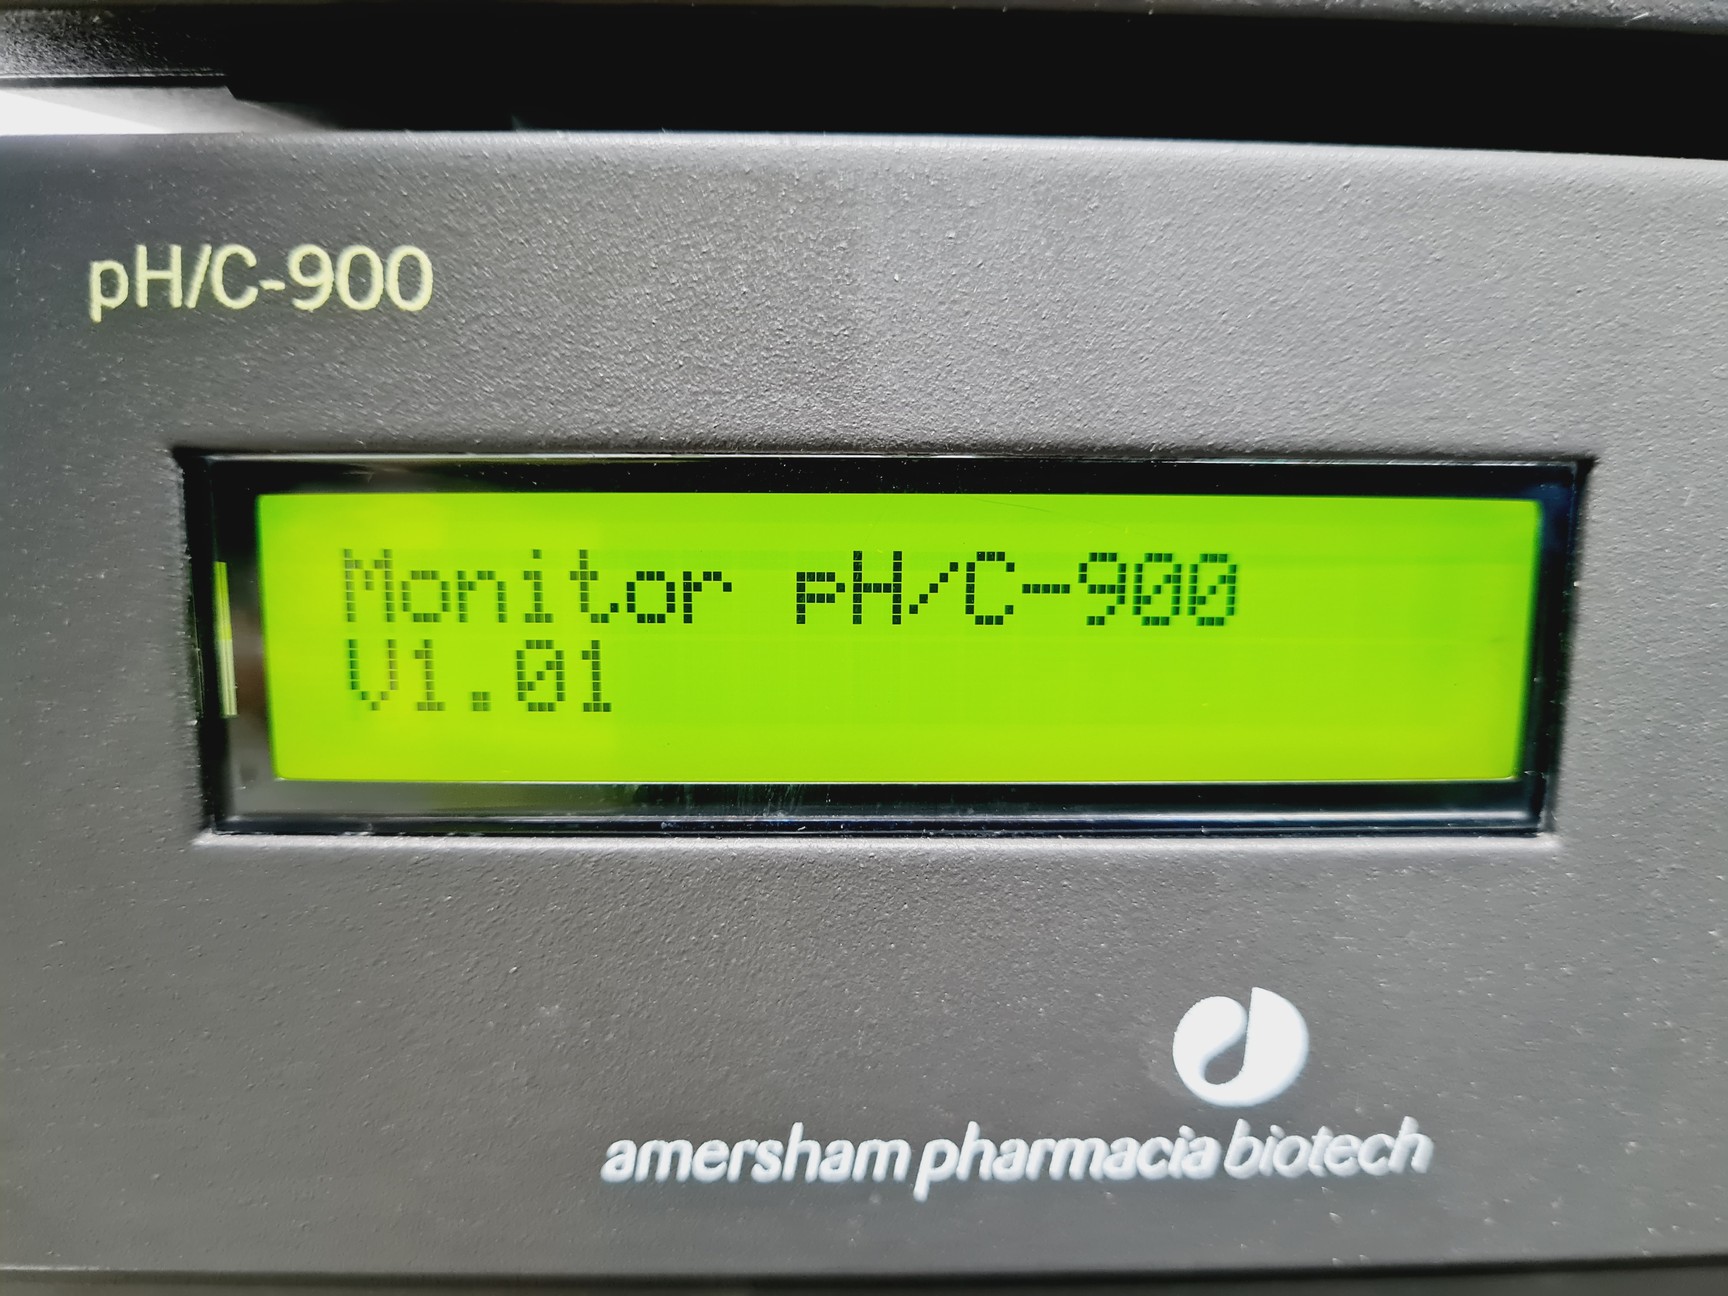 pH/C-900
Monitor pH/C-900
V1.01
amersham pharmacia biotech